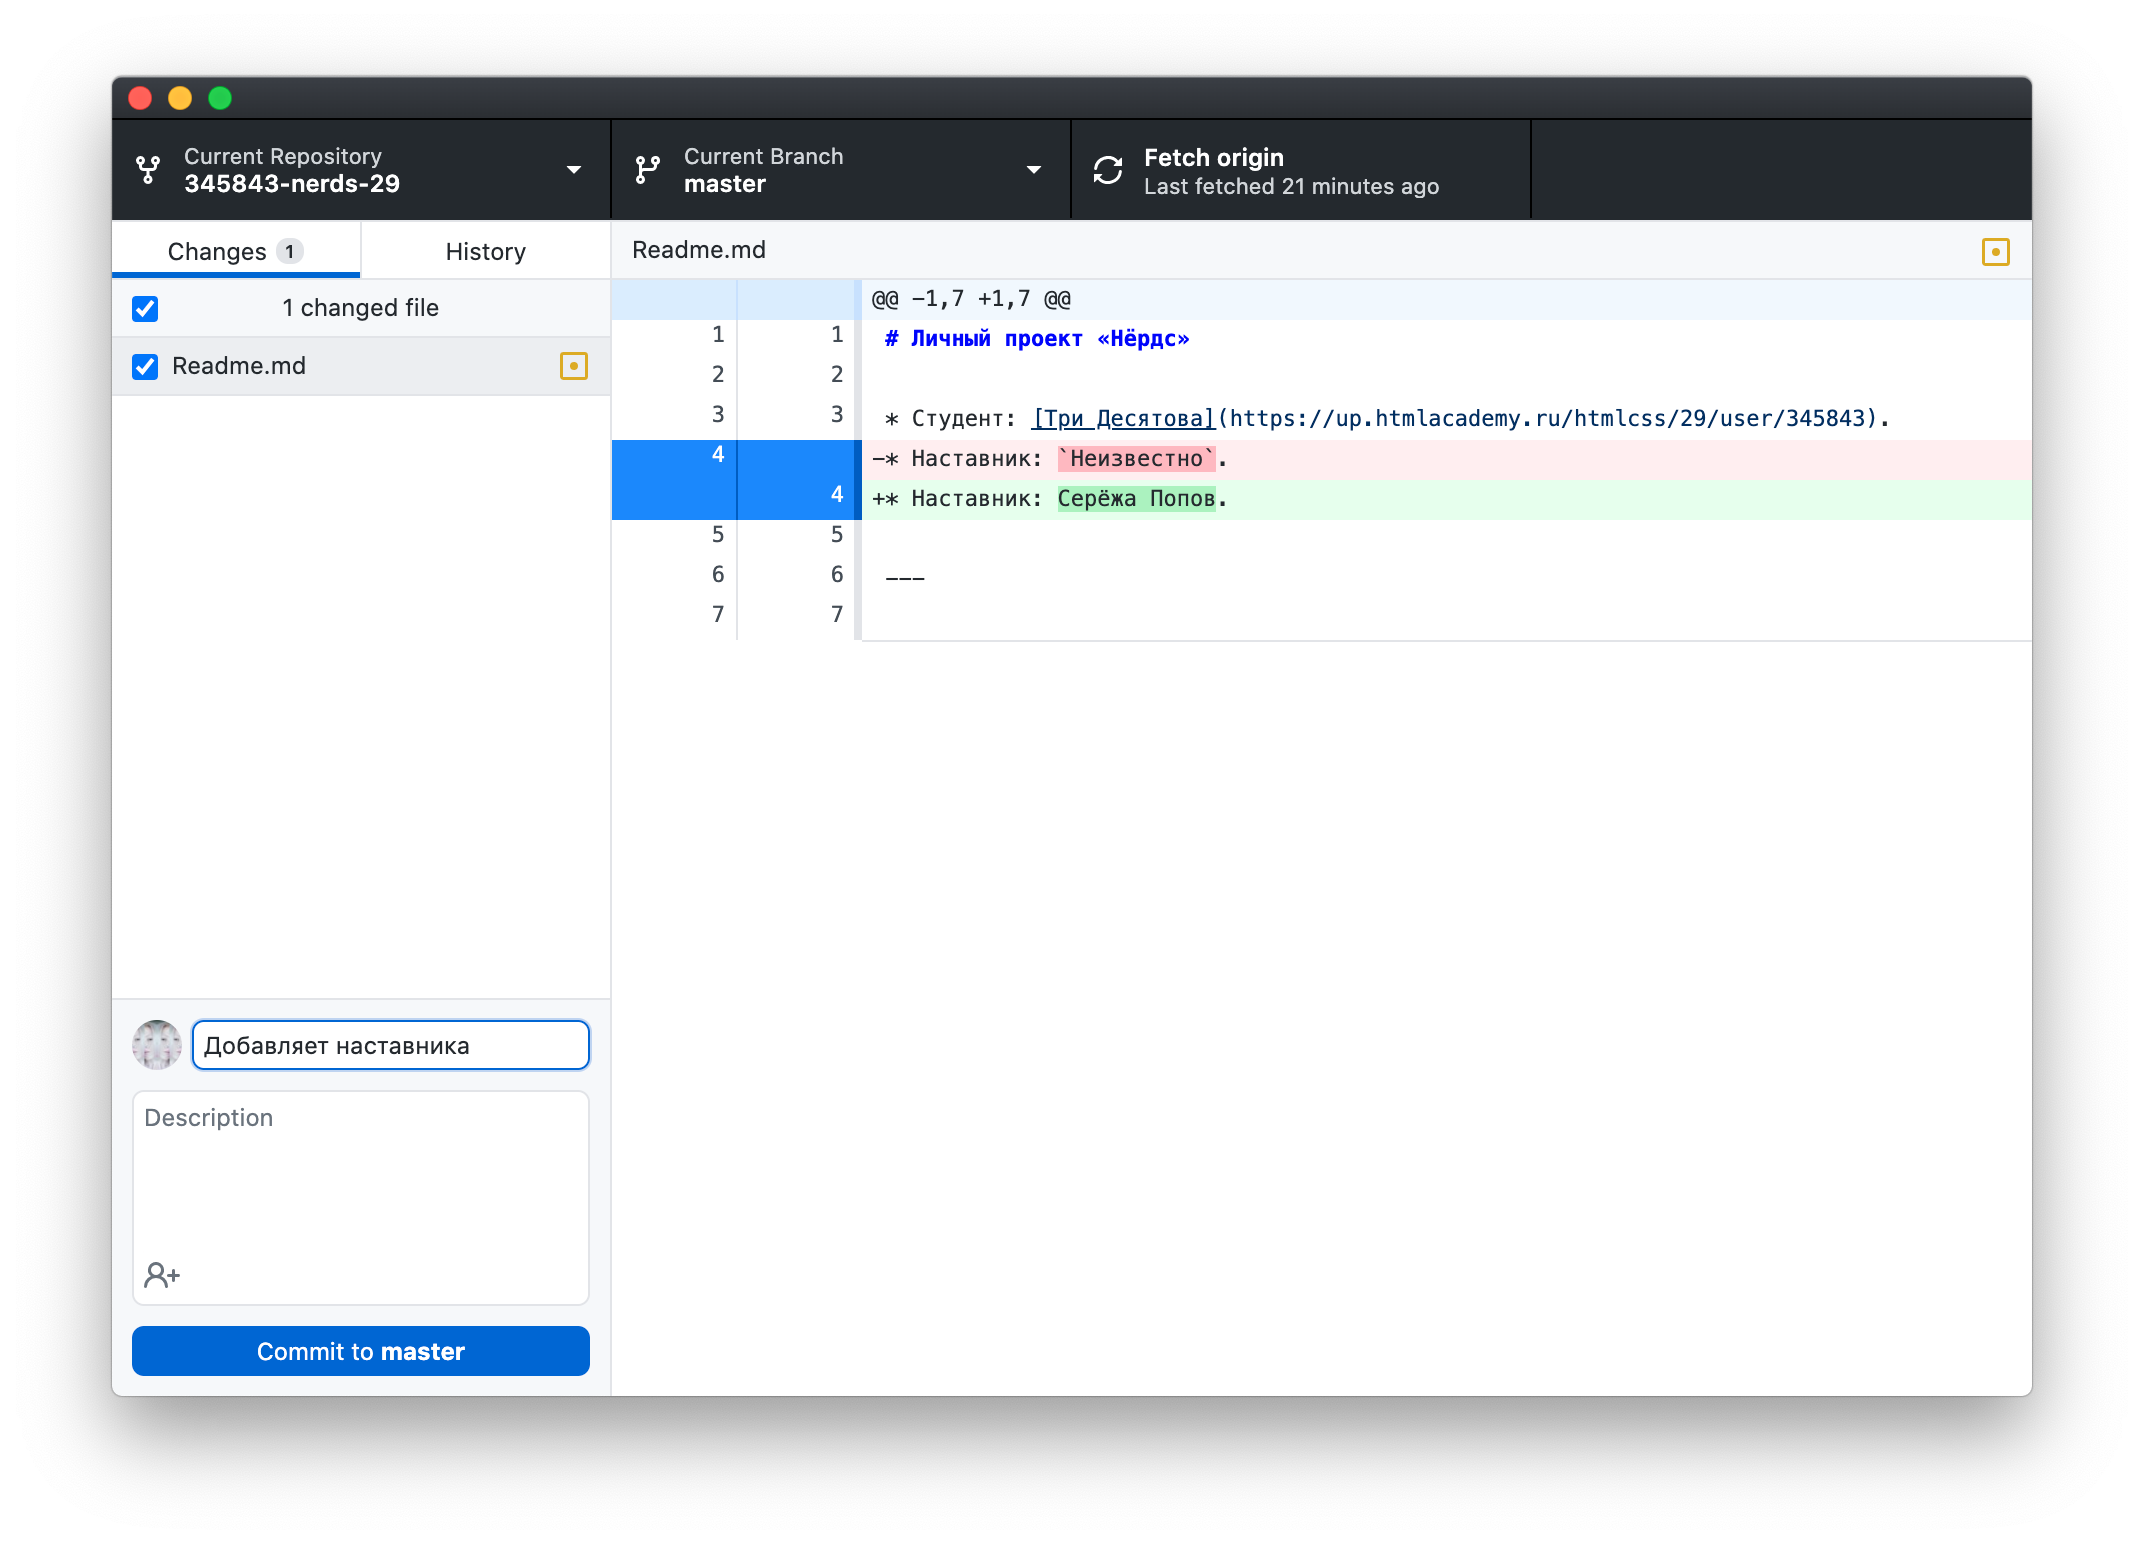 Current Repository
345843-nerds-29
Current Branch
master
Fetch origin
Last fetched 21 minutes ago
Changes 1
History
1 changed file
Readme.md
Readme.md
@@ -1,7 +1,7 @@
1 1 # Личный проект «Нёрдс»
2 2
3 3 * Студент: [Три Десятова](https://up.htmlacademy.ru/htmlcss/29/user/345843).
4 -* Наставник: `Неизвестно`.
4 +* Наставник: Серёжа Попов.
5 5
6 6 ---
7 7
Добавляет наставника
Description
Commit to master